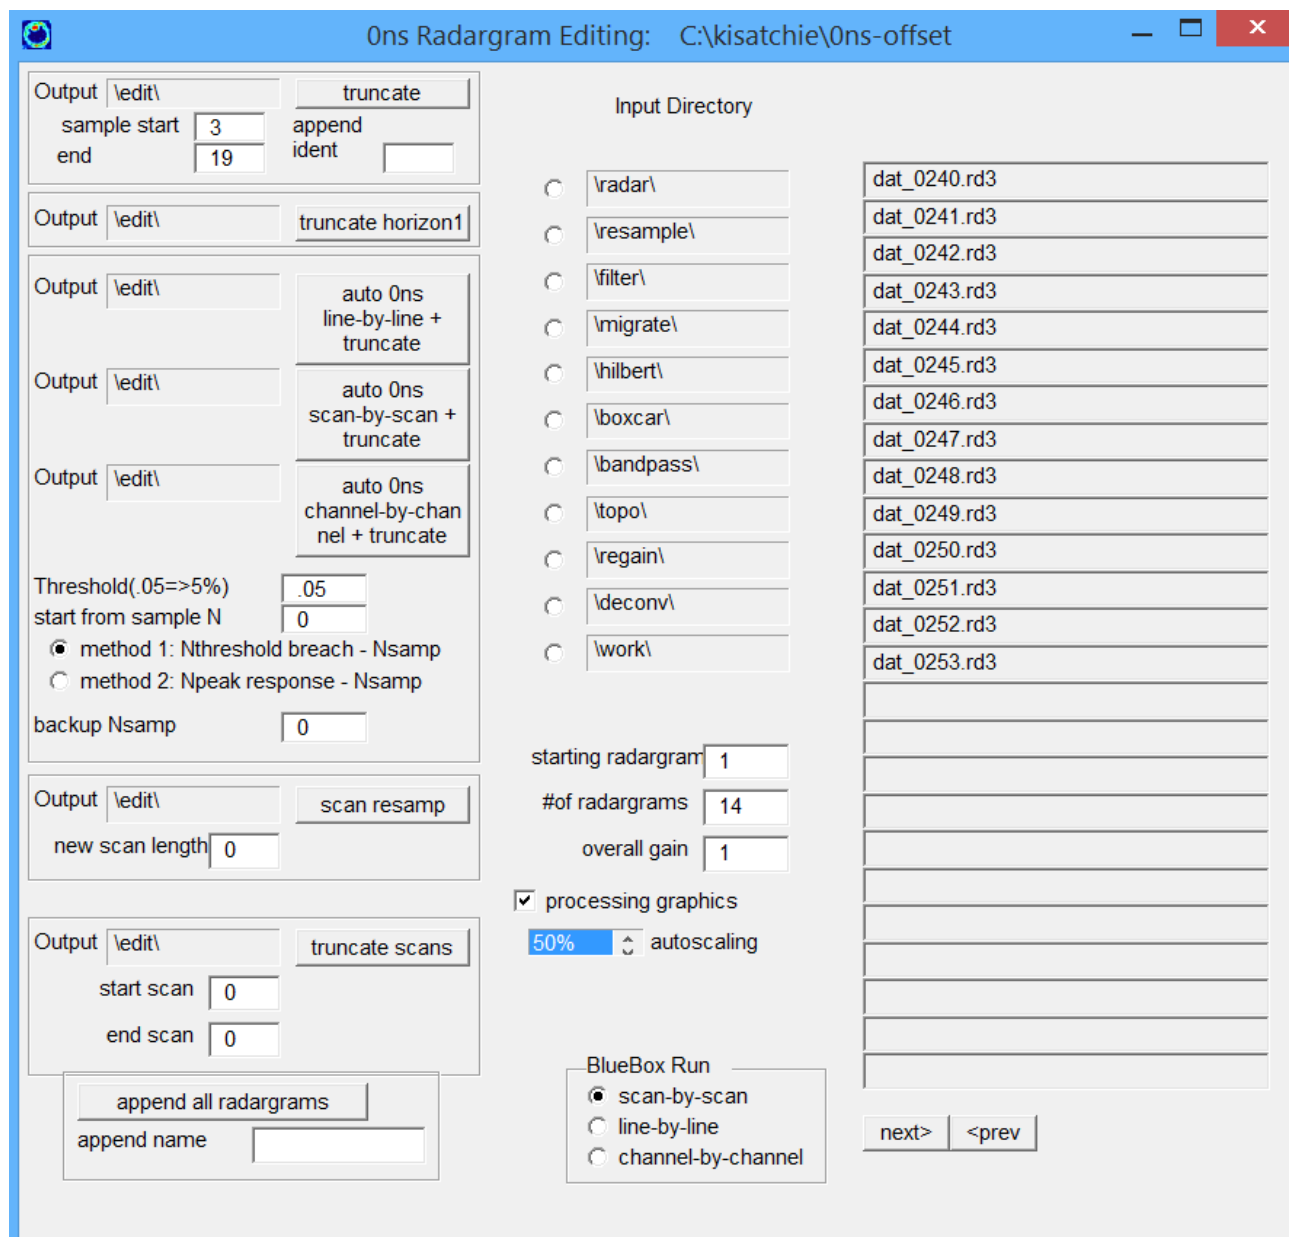 0ns Radargram Editing: C:\kisatchie\0ns-offset
Output \edit\ truncate
sample start 3 append
end 19 ident
Output \edit\ truncate horizon1
Output \edit\ auto 0ns
line-by-line +
truncate
Output \edit\ auto 0ns
scan-by-scan +
truncate
Output \edit\ auto 0ns
channel-by-chan
nel + truncate
Threshold(.05=>5%) .05
start from sample N 0
method 1: Nthreshold breach - Nsamp
method 2: Npeak response - Nsamp
backup Nsamp 0
Output \edit\ scan resamp
new scan length 0
Output \edit\ truncate scans
start scan 0
end scan 0
append all radargrams
append name
Input Directory
\radar\
\resample\
\filter\
\migrate\
\hilbert\
\boxcar\
\bandpass\
\topo\
\regain\
\deconv\
\work\
starting radargram 1
#of radargrams 14
overall gain 1
processing graphics
50% autoscaling
BlueBox Run
scan-by-scan
line-by-line
channel-by-channel
dat_0240.rd3
dat_0241.rd3
dat_0242.rd3
dat_0243.rd3
dat_0244.rd3
dat_0245.rd3
dat_0246.rd3
dat_0247.rd3
dat_0248.rd3
dat_0249.rd3
dat_0250.rd3
dat_0251.rd3
dat_0252.rd3
dat_0253.rd3
next> <prev